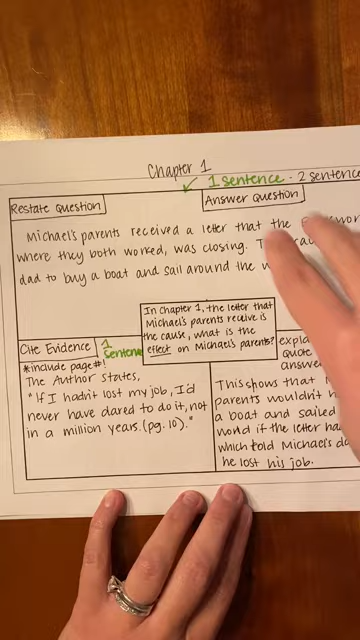 Chapter 1
1 sentence - 2 sentence
Restate Question
Answer Question
Michael's parents received a letter that the
where they both worked, was closing.
dad to buy a boat and sail around the
In Chapter 1, the letter that
Michael's parents receive is
the cause, what is the
effect on Michael's parents?
Cite Evidence
1 sentence
*include page#!
The Author states,
"If I hadn't lost my job, I'd
never have dared to do it, not
in a million years. (pg. 10)."
quote
answer
This shows that
parents wouldn't
a boat and sailed
world if the letter
which told Michael's
he lost his job.